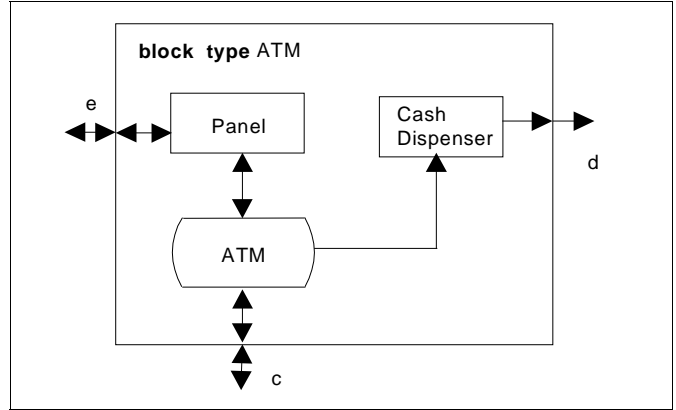 block type ATM
e
Panel
Cash
Dispenser
d
ATM
c